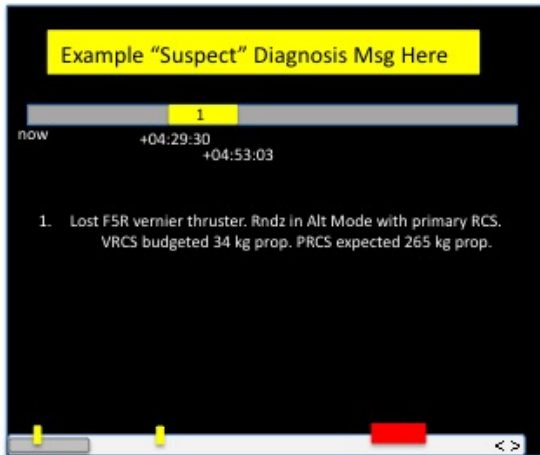 Example “Suspect” Diagnosis Msg Here
1
now
+04:29:30
+04:53:03
1. Lost F5R vernier thruster. Rndz in Alt Mode with primary RCS.
VRCS budgeted 34 kg prop. PRCS expected 265 kg prop.
< >